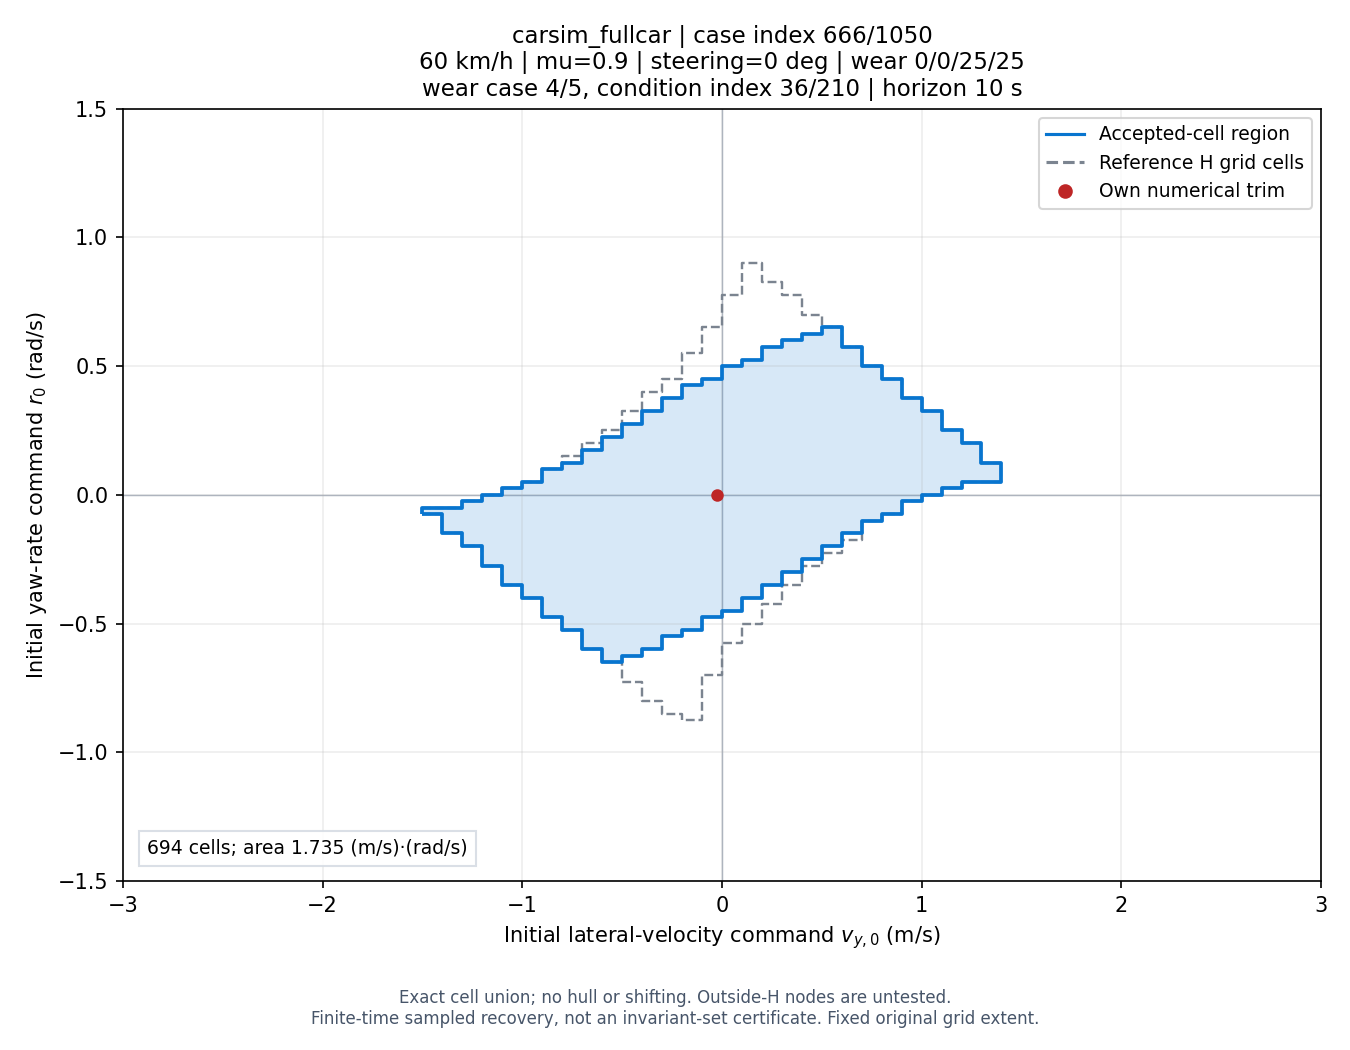 carsim_fullcar | case index 666/1050
60 km/h | mu=0.9 | steering=0 deg | wear 0/0/25/25
wear case 4/5, condition index 36/210 | horizon 10 s
Accepted-cell region
Reference H grid cells
Own numerical trim
1.5
1.0
0.5
0.0
−0.5
−1.0
−1.5
Initial yaw-rate command r₀ (rad/s)
694 cells; area 1.735 (m/s)·(rad/s)
−3 −2 −1 0 1 2 3
Initial lateral-velocity command v_{y,0} (m/s)
Exact cell union; no hull or shifting. Outside-H nodes are untested.
Finite-time sampled recovery, not an invariant-set certificate. Fixed original grid extent.